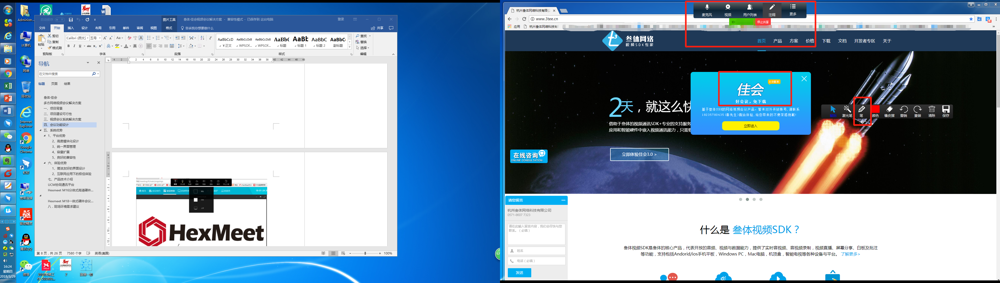 Administr...
计算机
网络
回收站
Internet
Explorer
Google
Chrome
钉钉
宽带连接
驱动精灵
腾讯QQ
微信
2018营销工
作-201803...
2
连接一切
16:24
星期四
2018/3/29
自动保存
图片工具
叁体·佳会视频会议解决方案 - 兼容性模式 - 已保存到 这台电脑
登录
文件 开始 插入 设计 布局 引用 邮件 审阅 视图 格式 告诉我你想要做什么
共享
粘贴
剪切
复制
格式刷
剪贴板
Calibri (西文 五号
字体
段落
AaBbCcD AaBbCcDdE AaBbCcDdE AaBb( AaBb( AaBbC AaBbC
正文 WPSOf... WPSOf... 标题 标题 1 标题 2 副标题
样式
查找
替换
选择
编辑
导航
在文档中搜索
标题 页面 结果
叁体·佳会
多方网络视频会议解决方案
一、项目背景
二、项目建设可行性
三、视频会议系统解决方案
四、会议功能设计
五、系统优势
1、平台优势
2、高度模块化设计
3、统一界面管理
4、容量扩展
5、良好的兼容性
六、体验优势
1、简洁友好的界面设计
2、互联网应用下的极佳体验
七、产品技术介绍
UCM协同通讯平台
Hexmeet M16分体式高清硬件...
Hexmeet M18一体式硬件会议...
八、现场环境需求建议
HexMeet
第 8 页，共 26 页 7580 个字 英语(美国)
100%
杭州叁体网络科技有限公
www.3tee.cn
应用 杭州叁体网络科技有
麦克风 视频 用户列表 注释 更多
ID:
停止共享
叁体网络
视频SDK专家
首页 产品 方案 价格 下载 文档 开发者专区 关于
2天，就这么快
借助于叁体的视频通讯SDK+专业的支持服务
应用和智能硬件中嵌入视频通讯能力，只需要
立即体验佳会3.0 >
佳会
3.0版本
好会议，免下载
基于叁体SDK的网络视频会议产品，暂未对外开放账号,请联系
18235780435(秦先生)配合体验,给您带来的不便深感抱歉!
立即进入
激光笔 笔 颜色 橡皮擦 撤销 重做 清除 保存
在线咨询
ONLINE CONSULTATION
请您留言
杭州叁体网络科技有限公司
0571-8607 7323
请在此输入留言内容，我们会尽快与您
联系。（必填）
姓名
电话（必填）
发送
什么是 叁体视频SDK？
叁体视频SDK是叁体的核心产品，代表开放的音频、视频与数据能力，提供了实时音视频、音视频录制，视频直播、屏幕分享、白板及批注
等功能，支持包括Andorid/ios手机平板，Windows PC，Mac电脑，机顶盒，智能电视等各种设备与平台。 了解更多>